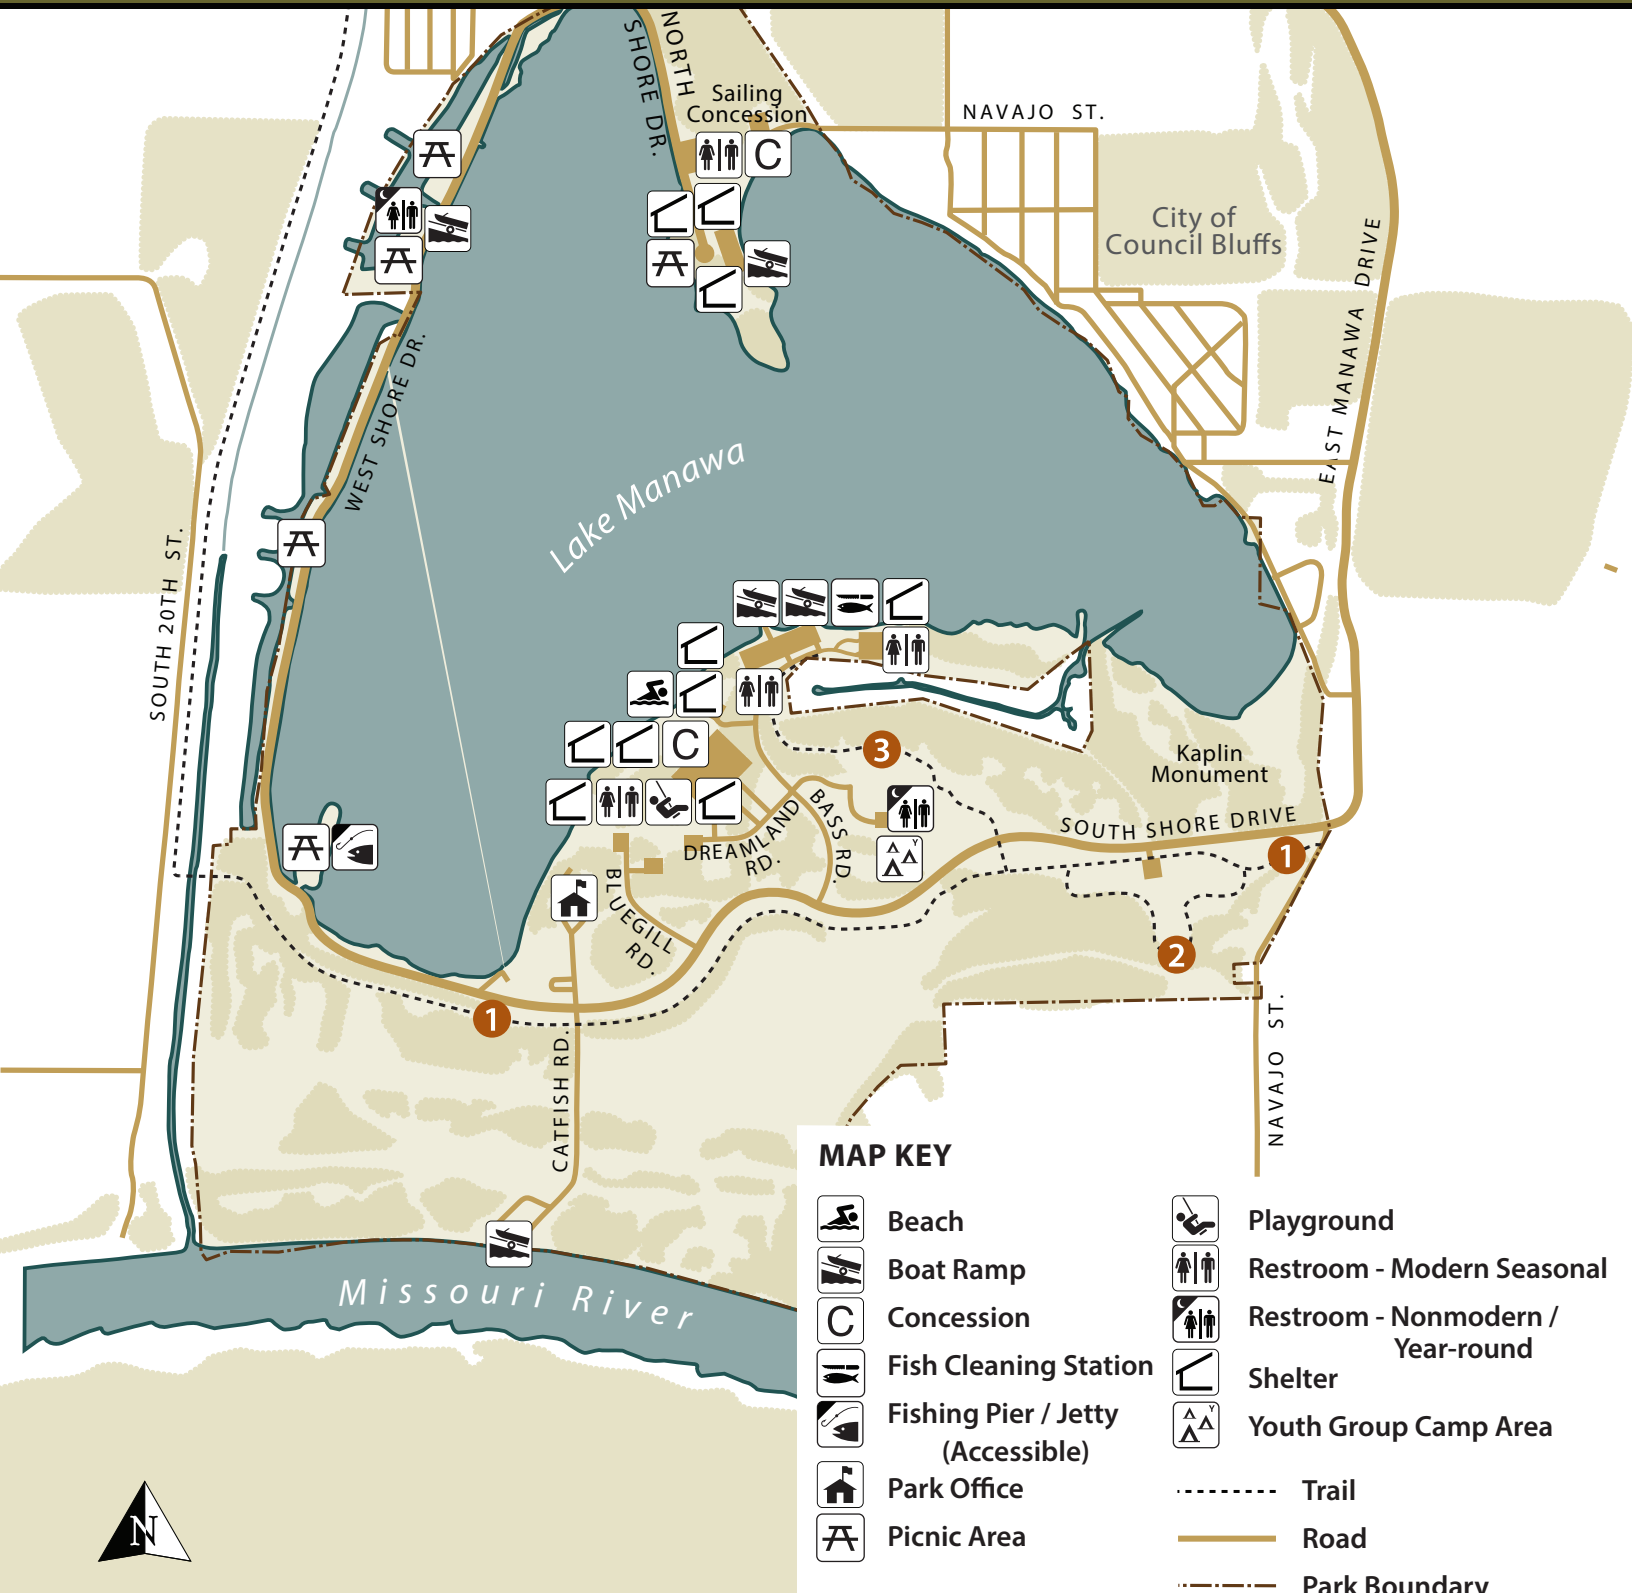 NORTH
SHORE DR.
Sailing
Concession
NAVAJO ST.
C
City of
Council Bluffs
EAST MANAWA DRIVE
WEST SHORE DR.
Lake Manawa
SOUTH 20TH ST.
C
3
Kaplin
Monument
SOUTH SHORE DRIVE
DREAMLAND
RD.
BASS RD.
Y
1
BLUEGILL
RD.
2
1
CATFISH RD.
NAVAJO ST.
Missouri River
N
MAP KEY
Beach
Boat Ramp
C
Concession
Fish Cleaning Station
Fishing Pier / Jetty
(Accessible)
Park Office
Picnic Area
Playground
Restroom - Modern Seasonal
Restroom - Nonmodern /
Year-round
Shelter
Y
Youth Group Camp Area
Trail
Road
Park Boundary